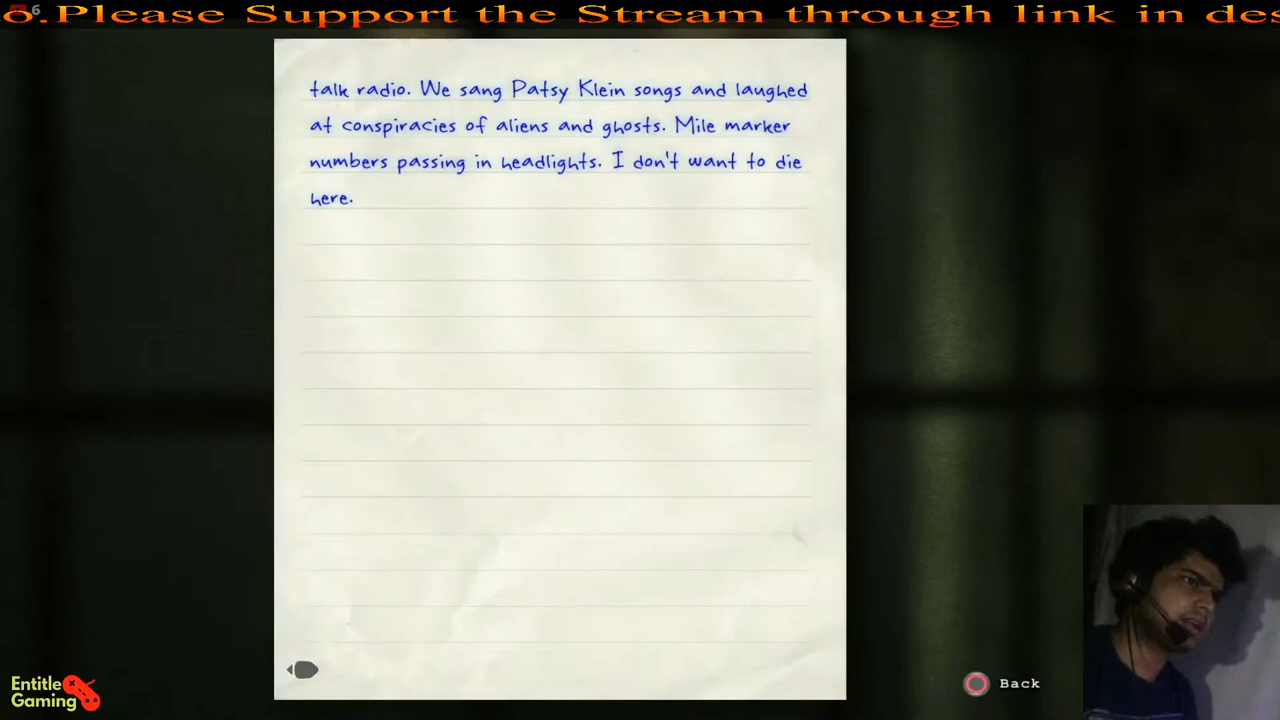 o.Please Support the Stream through link in des
6
talk radio. We sang Patsy Klein songs and laughed
at conspiracies of aliens and ghosts. Mile marker
numbers passing in headlights. I don't want to die
here.
Back
Entitle
Gaming